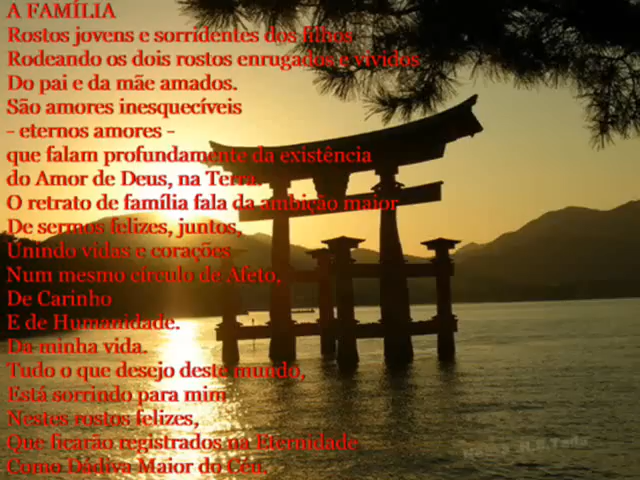 A FAMÍLIA
Rostos jovens e sorridentes dos filhos
Rodeando os dois rostos enrugados e vividos
Do pai e da mãe amados.
São amores inesquecíveis
- eternos amores -
que falam profundamente da existência
do Amor de Deus, na Terra.
O retrato de família fala da ambição maior
De sermos felizes, juntos,
Unindo vidas e corações
Num mesmo círculo de Afeto,
De Carinho
E de Humanidade.
Da minha vida.
Tudo o que desejo deste mundo,
Está sorrindo para mim
Nestes rostos felizes,
Que ficarão registrados na Eternidade
Como Dádiva Maior do Céu.